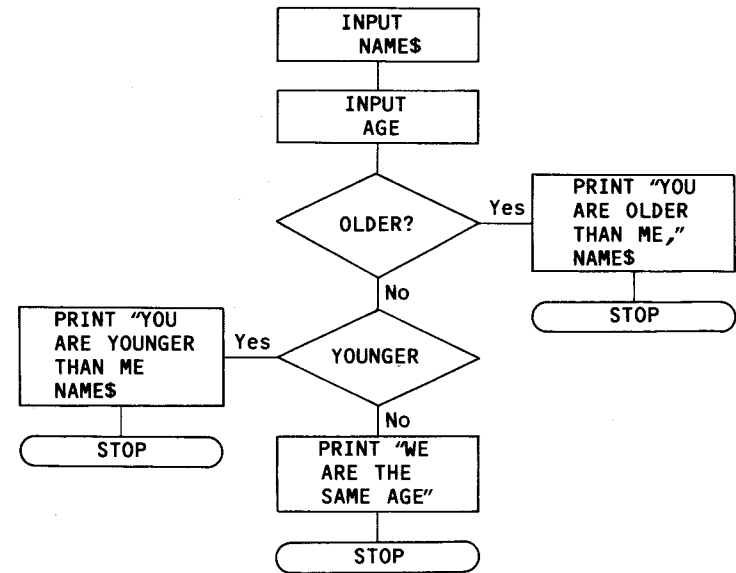 INPUT
NAME$
INPUT
AGE
OLDER?
Yes
PRINT “YOU
ARE OLDER
THAN ME,”
NAME$
STOP
No
YOUNGER
Yes
PRINT “YOU
ARE YOUNGER
THAN ME
NAME$
STOP
No
PRINT “WE
ARE THE
SAME AGE”
STOP